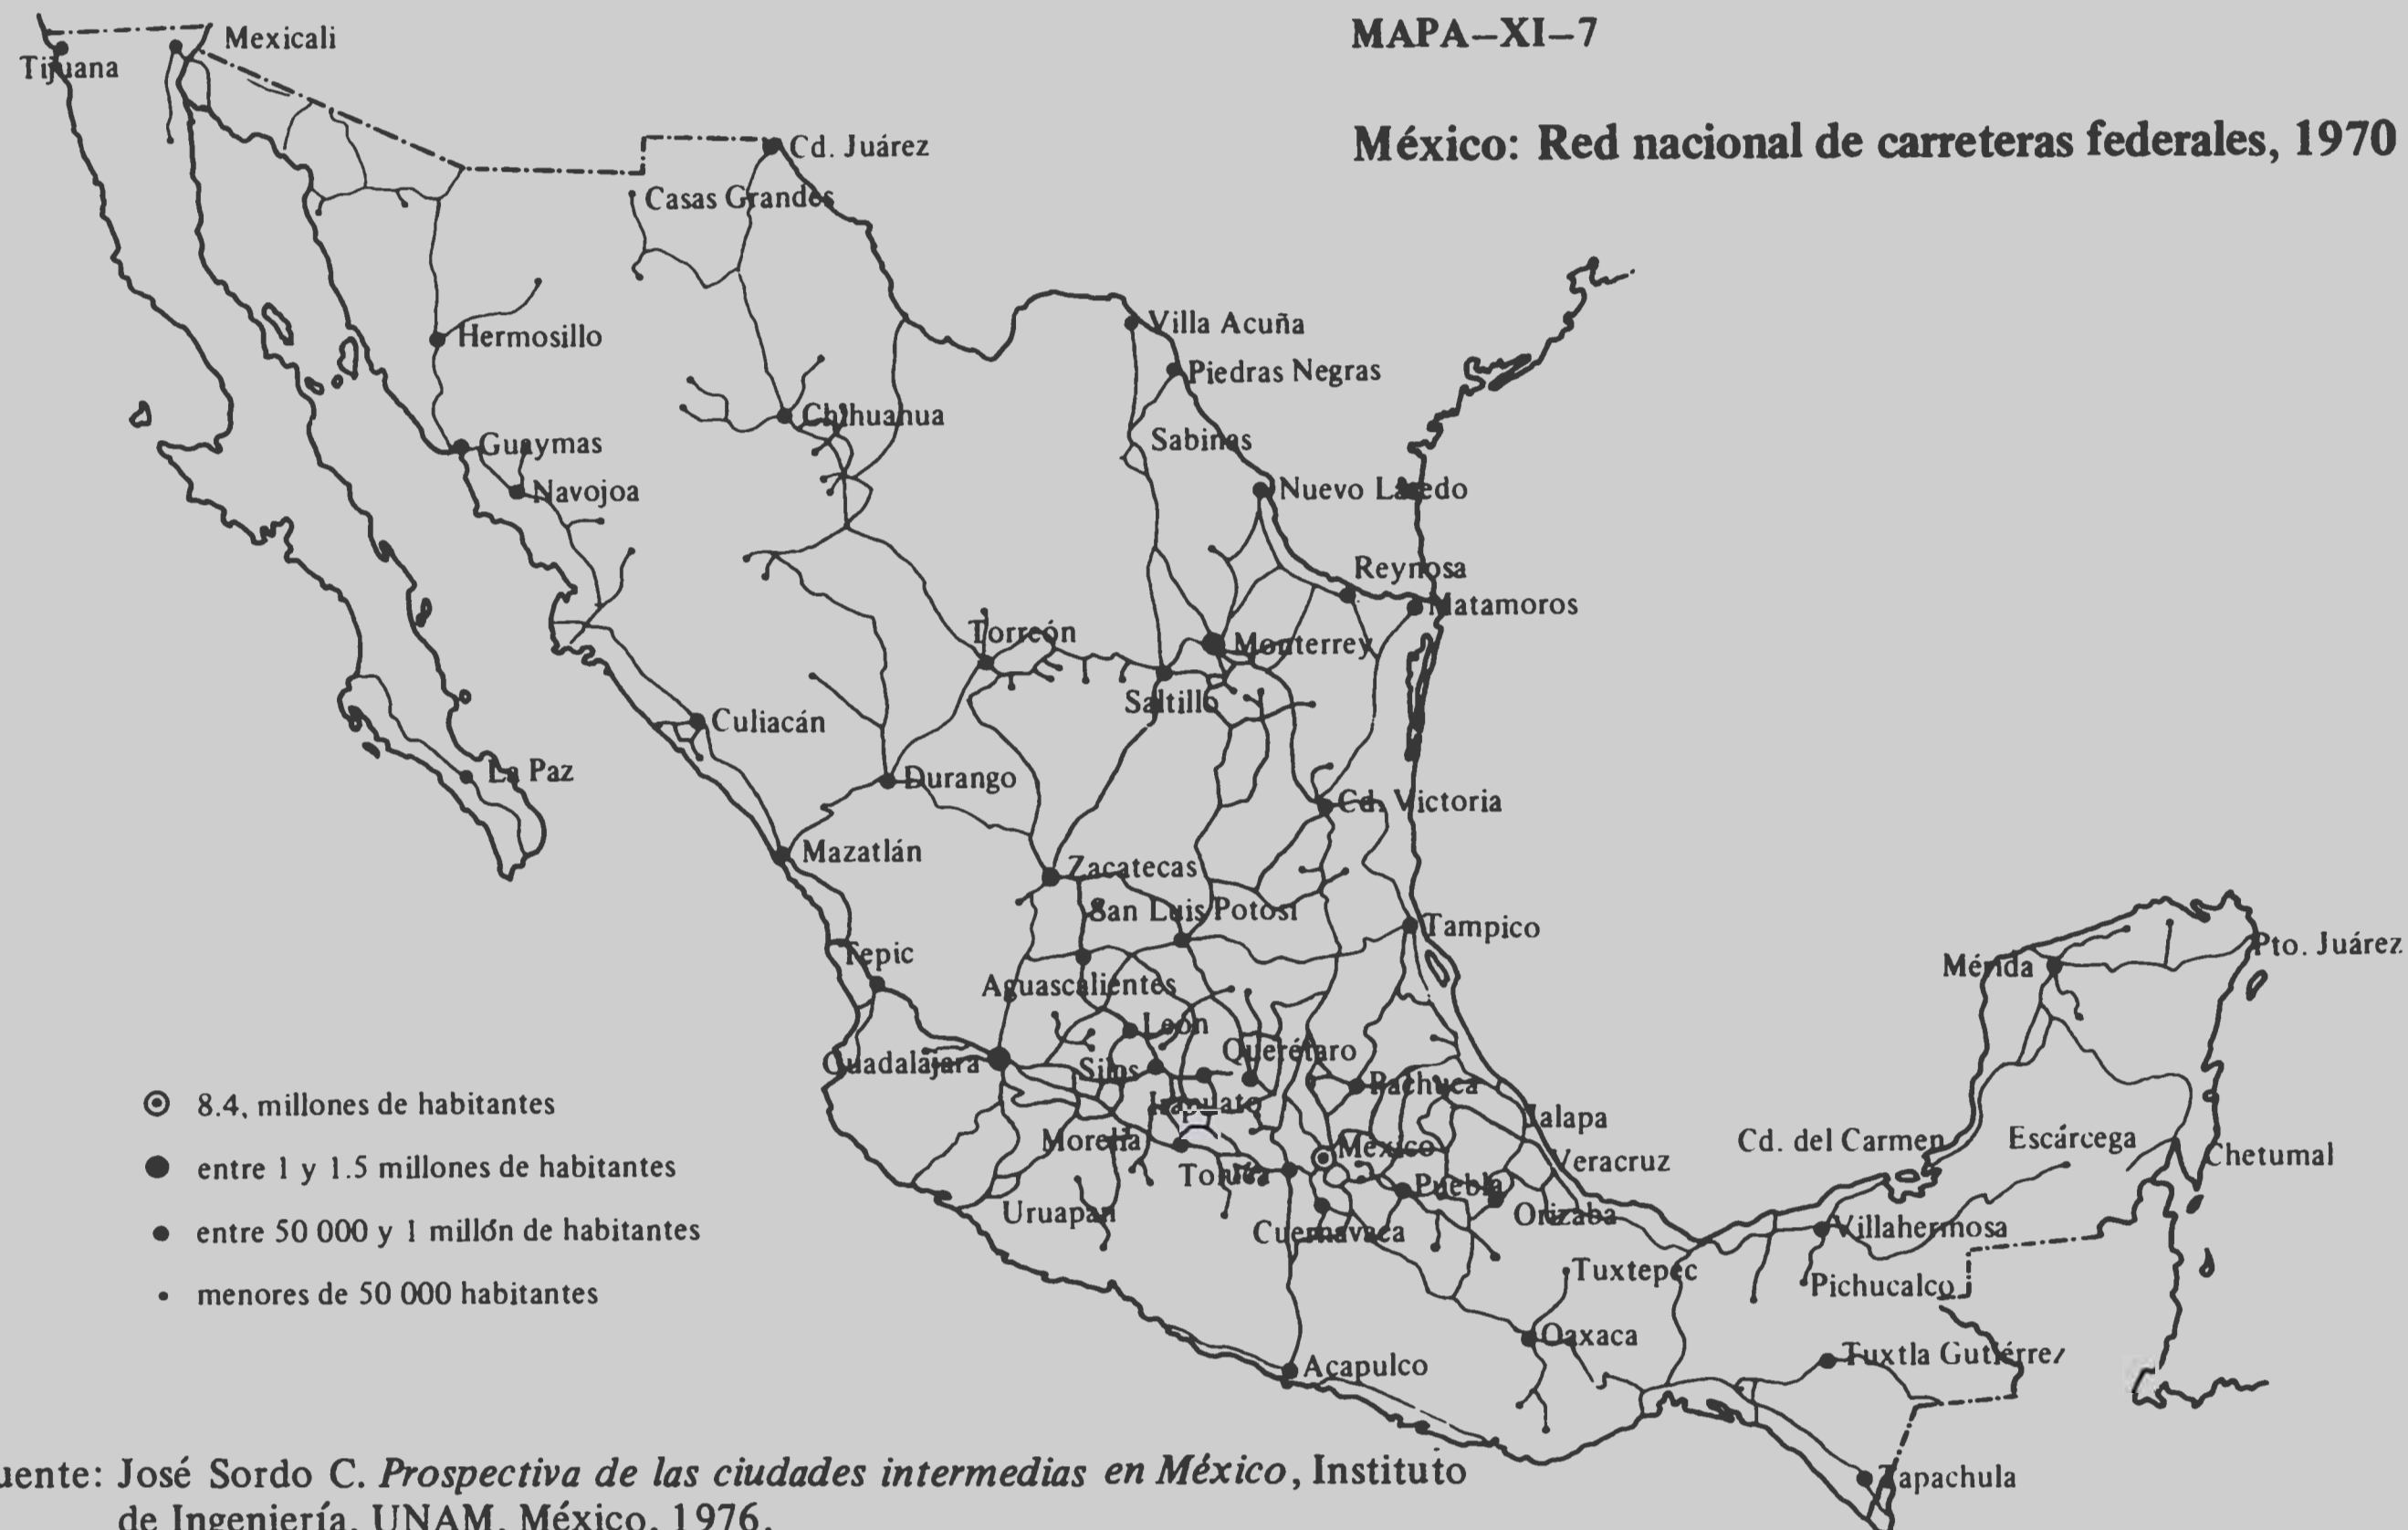 MAPA—XI—7
México: Red nacional de carreteras federales, 1970
Mexicali
Tijuana
Cd. Juárez
Casas Grandes
Villa Acuña
Hermosillo
Piedras Negras
Chihuahua
Sabinas
Guaymas
Navojoa
Nuevo Laredo
Reynosa
Matamoros
Torreón
Monterrey
Saltillo
Culiacán
La Paz
Durango
Cd. Victoria
Mazatlán
Zacatecas
San Luis Potosí
Tampico
Tepic
Pto. Juárez
Mérida
Aguascalientes
León
Querétaro
Guadalajara
Silos
Pachuca
Irapuato
Jalapa
Morelia
México
Cd. del Carmen
Escárcega
Chetumal
Veracruz
Toluca
Puebla
Uruapan
Orizaba
Cuernavaca
Villahermosa
Tuxtepec
Pichucalco
Oaxaca
Tuxtla Gutiérrez
Acapulco
Tapachula
8.4, millones de habitantes
entre 1 y 1.5 millones de habitantes
entre 50 000 y 1 millón de habitantes
menores de 50 000 habitantes
uente: José Sordo C. Prospectiva de las ciudades intermedias en México, Instituto
de Ingeniería, UNAM, México, 1976.